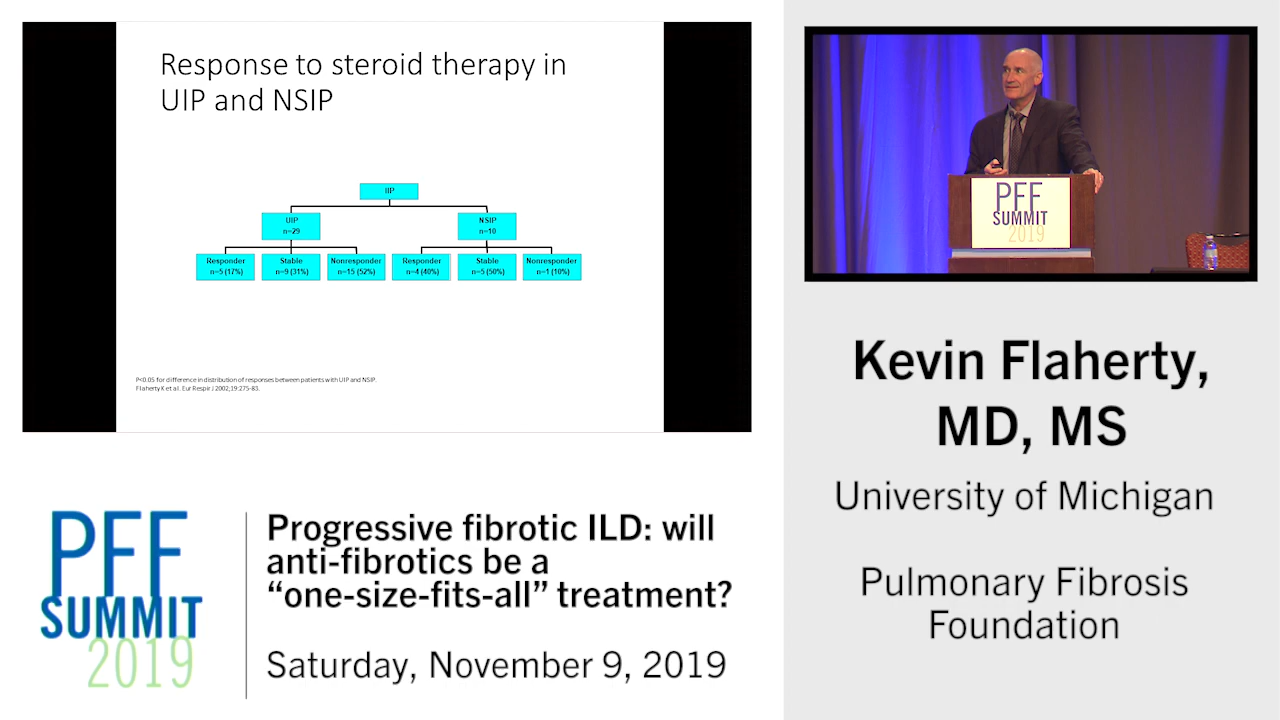 Response to steroid therapy in
UIP and NSIP
IIP
UIP
n=29
NSIP
n=10
Responder
n=5 (17%)
Stable
n=9 (31%)
Nonresponder
n=15 (52%)
Responder
n=4 (40%)
Stable
n=5 (50%)
Nonresponder
n=1 (10%)
P<0.05 for difference in distribution of responses between patients with UIP and NSIP.
Flaherty K et al. Eur Respir J 2002;19:275-83.
PFF
SUMMIT
2019
Kevin Flaherty,
MD, MS
University of Michigan
Pulmonary Fibrosis
Foundation
PFF
SUMMIT
2019
Progressive fibrotic ILD: will
anti-fibrotics be a
“one-size-fits-all” treatment?
Saturday, November 9, 2019